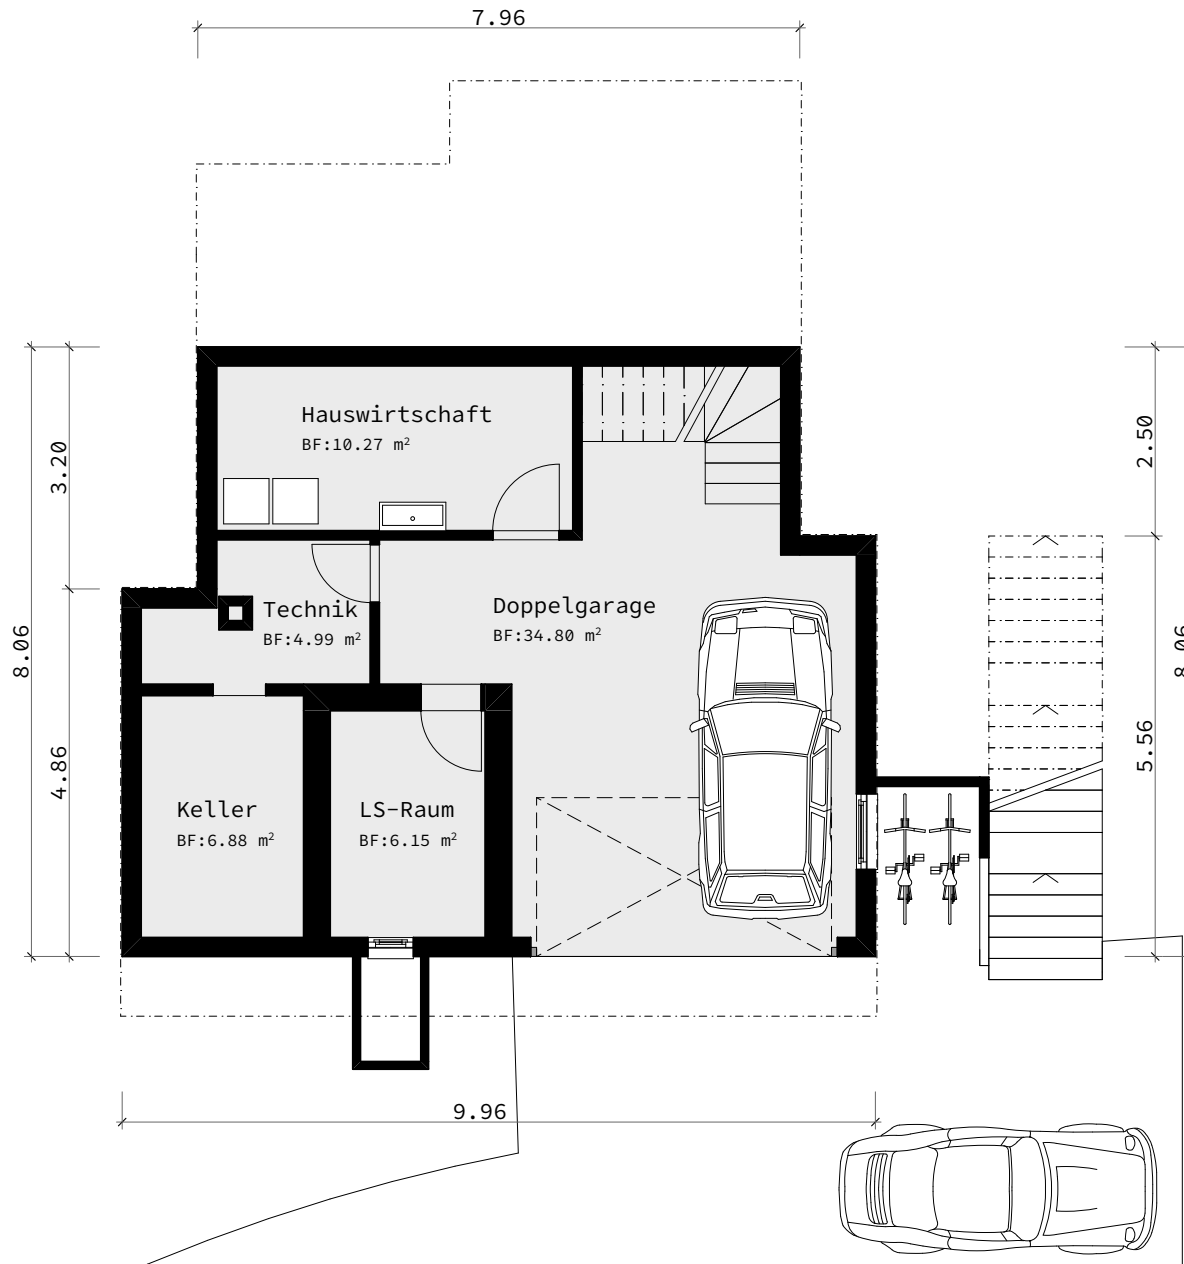 7.96
Hauswirtschaft
BF:10.27 m²
3.20
2.50
Technik
BF:4.99 m²
Doppelgarage
BF:34.80 m²
8.06
8.06
4.86
5.56
Keller
BF:6.88 m²
LS-Raum
BF:6.15 m²
9.96